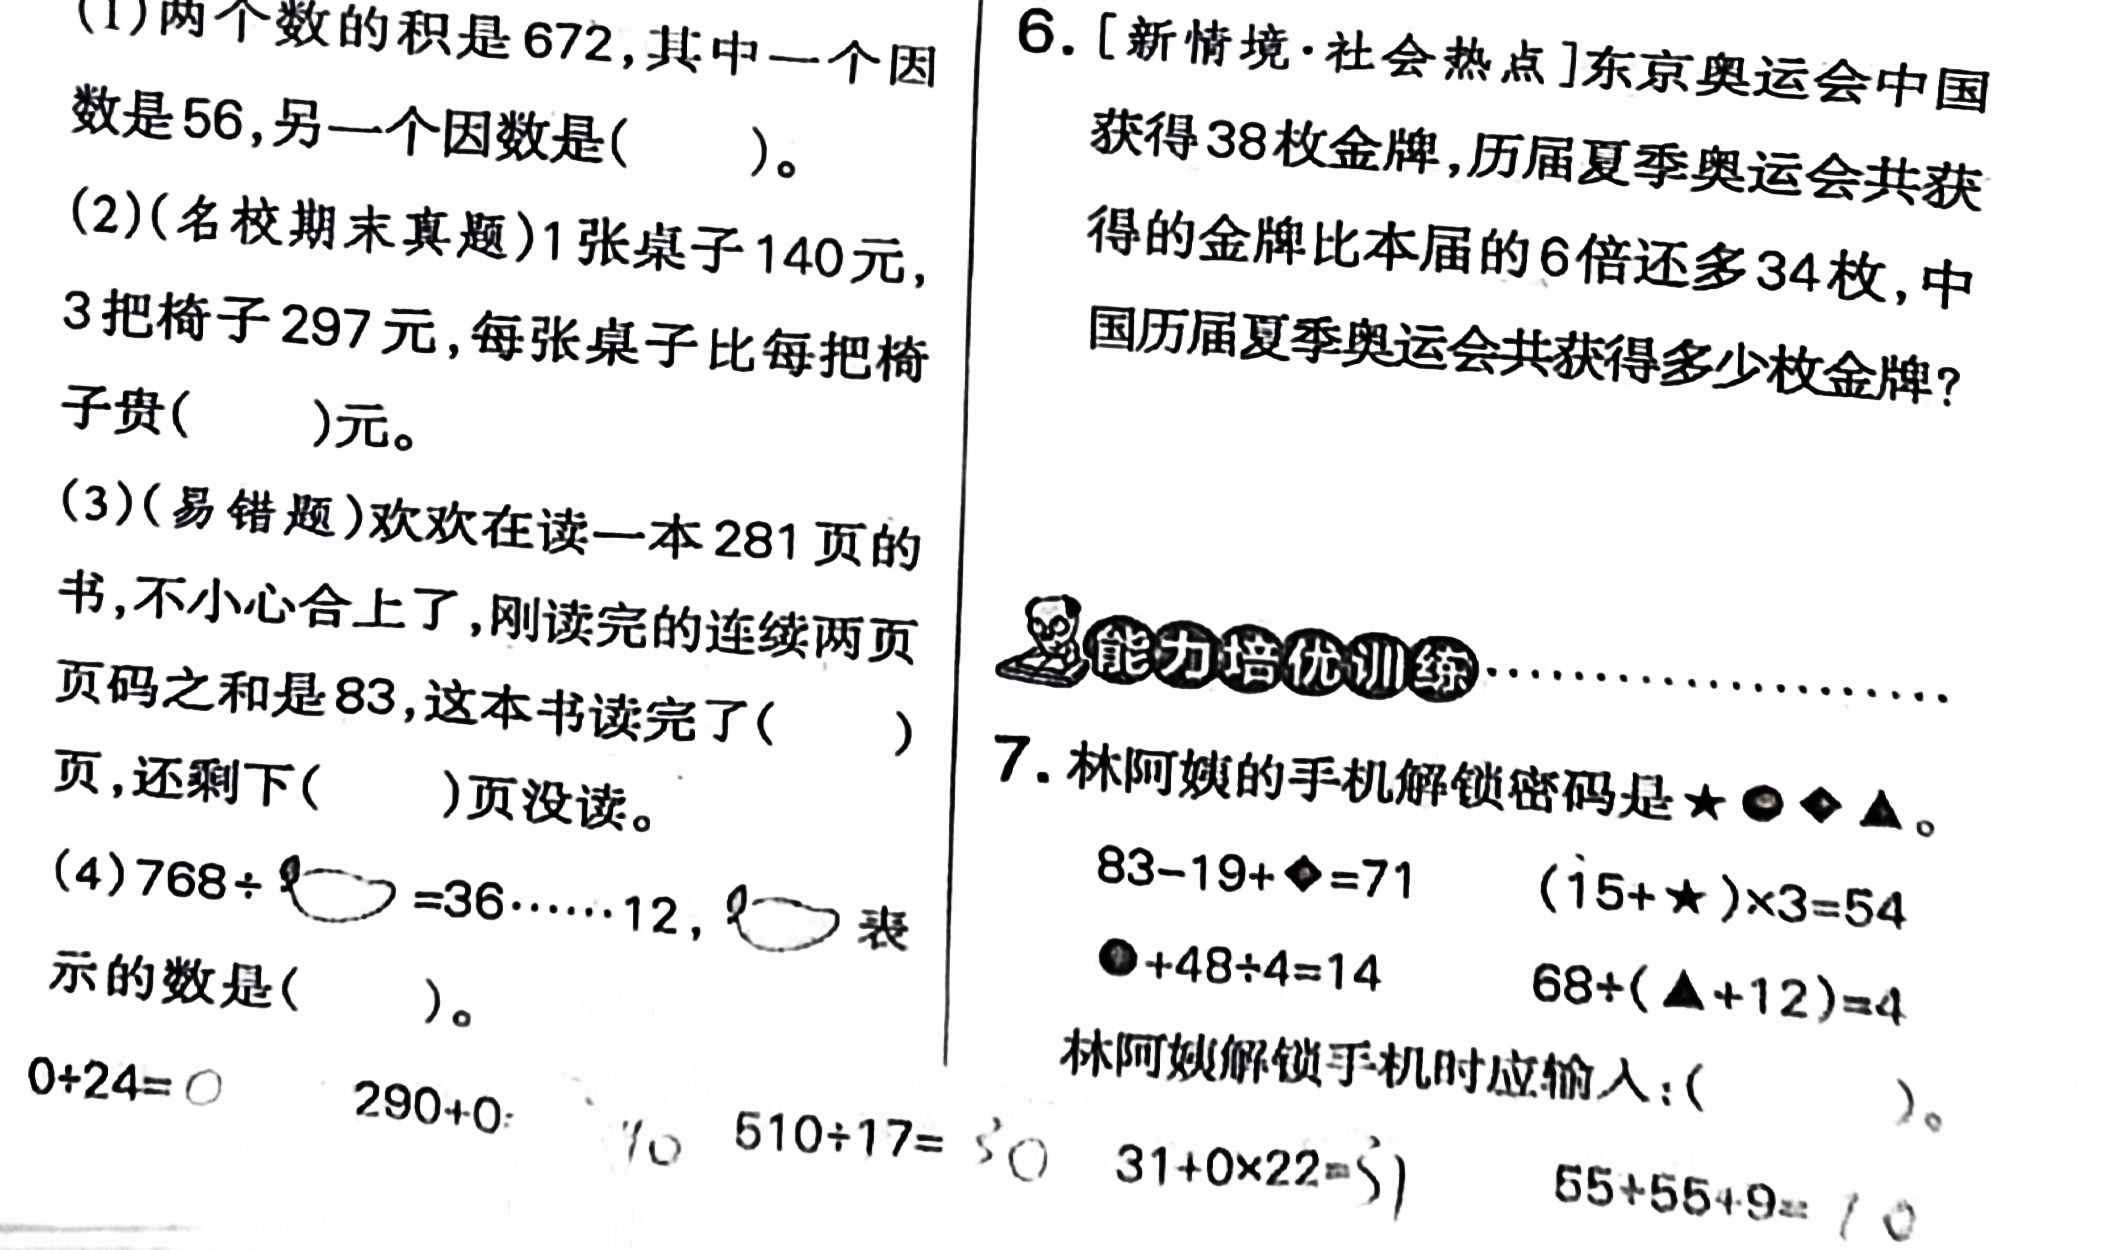 (1)两个数的积是672,其中一个因
数是56,另一个因数是(　　)。
(2)(名校期末真题)1张桌子140元,
3把椅子297元,每张桌子比每把椅
子贵(　　)元。
(3)(易错题)欢欢在读一本281页的
书,不小心合上了,刚读完的连续两页
页码之和是83,这本书读完了(　　)
页,还剩下(　　)页没读。
(4)768÷ =36……12, 表
示的数是(　　)。
6.[新情境·社会热点]东京奥运会中国
获得38枚金牌,历届夏季奥运会共获
得的金牌比本届的6倍还多34枚,中
国历届夏季奥运会共获得多少枚金牌?
能力培优训练
7.林阿姨的手机解锁密码是★●◆▲。
83-19+◆=71　(15+★)×3=54
●+48÷4=14　68÷(▲+12)=4
林阿姨解锁手机时应输入:(　　)。
0÷24=0　290+0　510÷17=30　31+0×22=31　55÷55+9=10